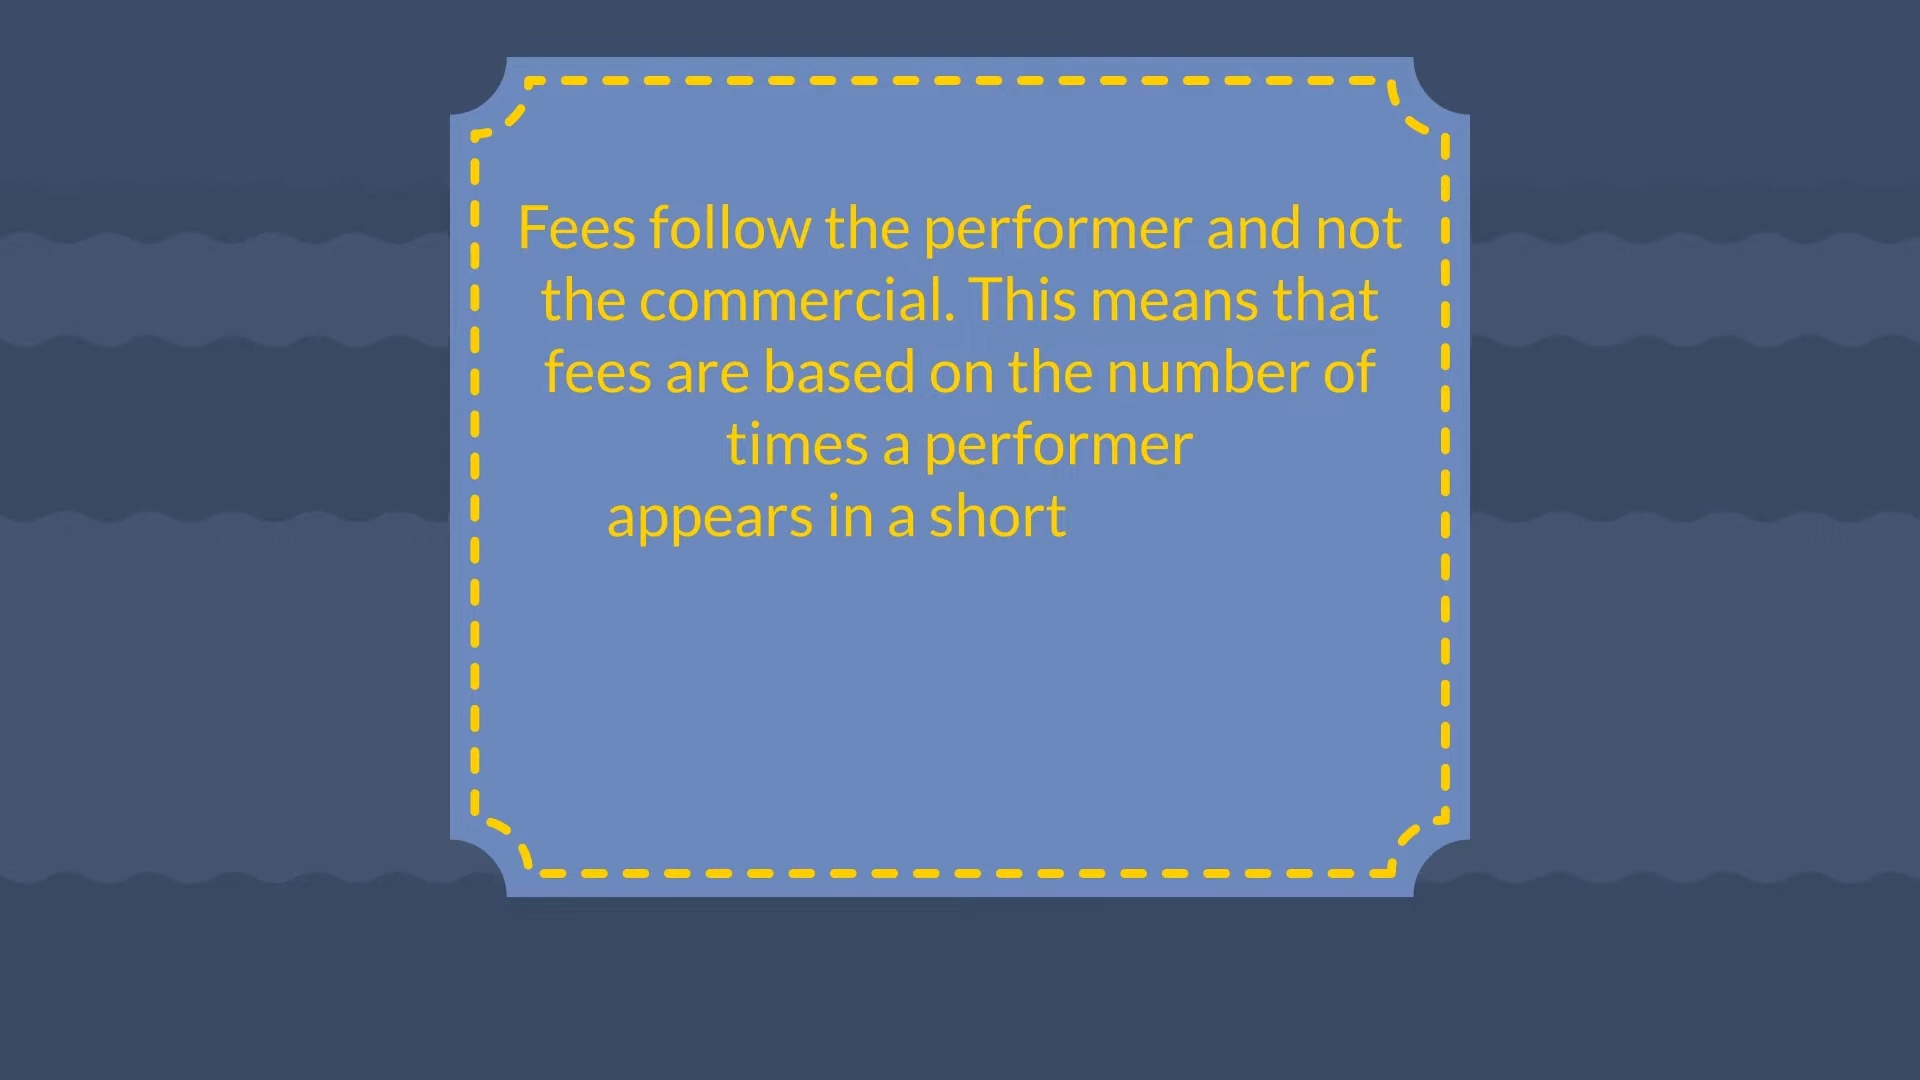 Fees follow the performer and not
the commercial. This means that
fees are based on the number of
times a performer
appears in a short